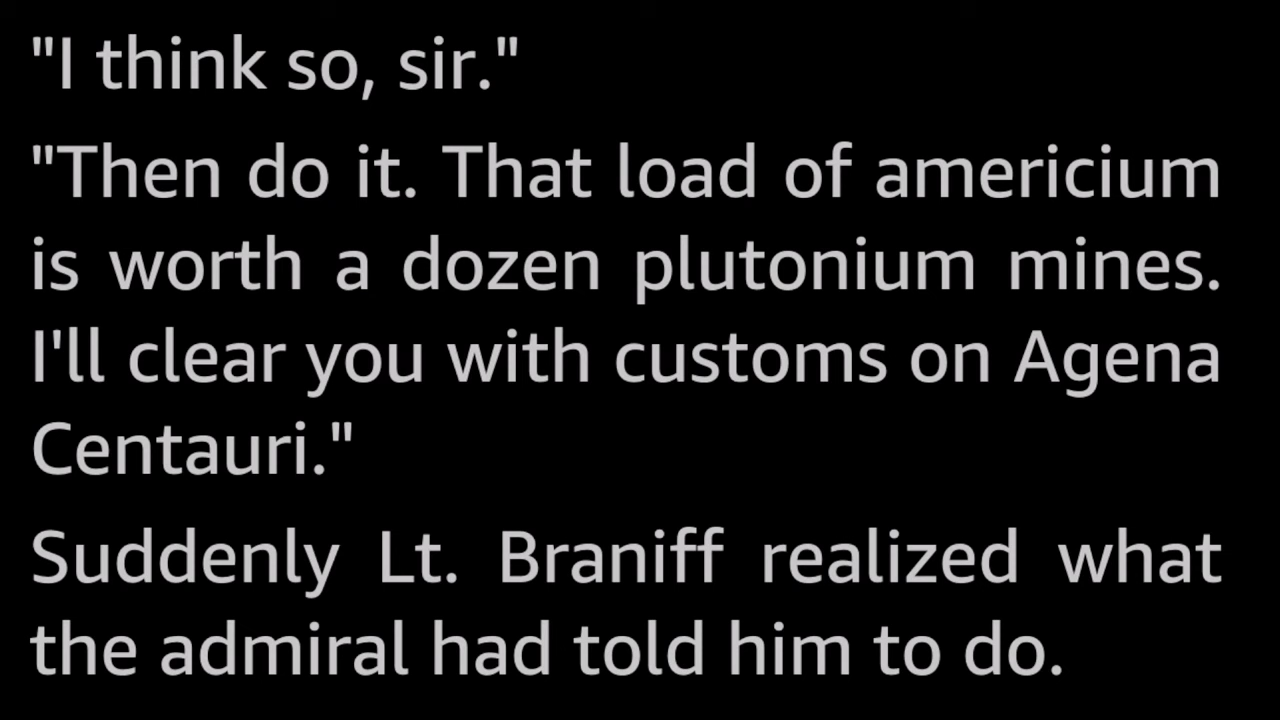 "I think so, sir."
"Then do it. That load of americium
is worth a dozen plutonium mines.
I'll clear you with customs on Agena
Centauri."
Suddenly Lt. Braniff realized what
the admiral had told him to do.